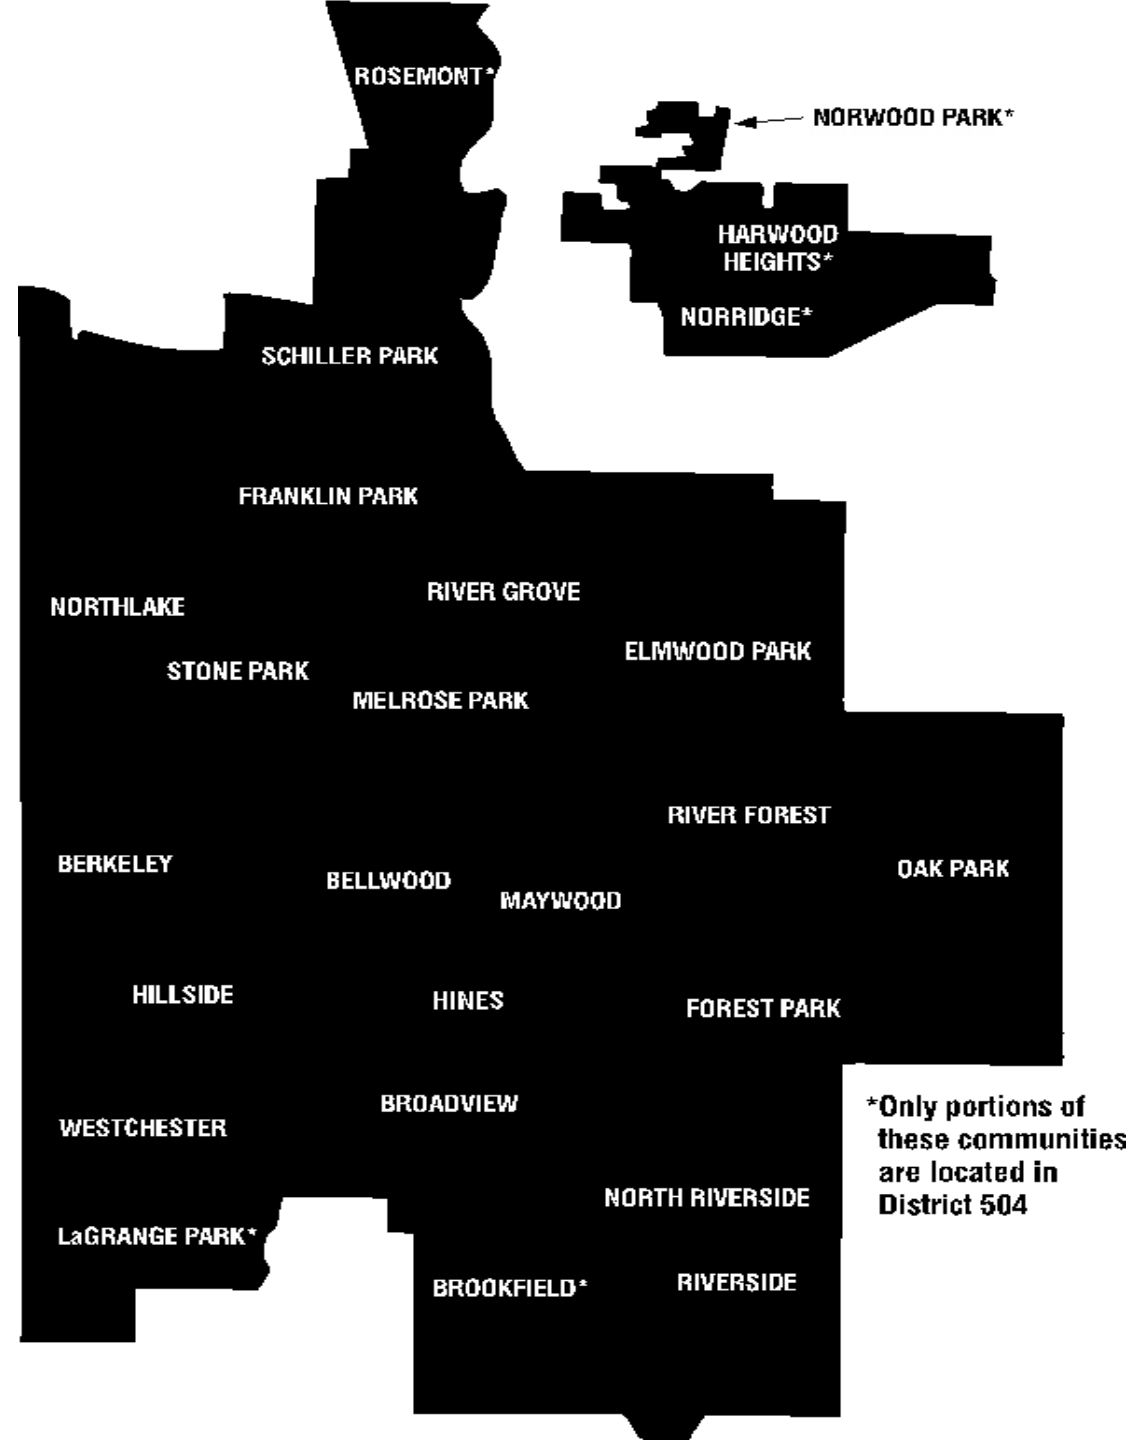 ROSEMONT*
NORWOOD PARK*
HARWOOD
HEIGHTS*
NORRIDGE*
SCHILLER PARK
FRANKLIN PARK
RIVER GROVE
NORTHLAKE
ELMWOOD PARK
STONE PARK
MELROSE PARK
RIVER FOREST
BERKELEY
OAK PARK
BELLWOOD
MAYWOOD
HILLSIDE
HINES
FOREST PARK
BROADVIEW
WESTCHESTER
*Only portions of
these communities
are located in
District 504
NORTH RIVERSIDE
LaGRANGE PARK*
BROOKFIELD*
RIVERSIDE